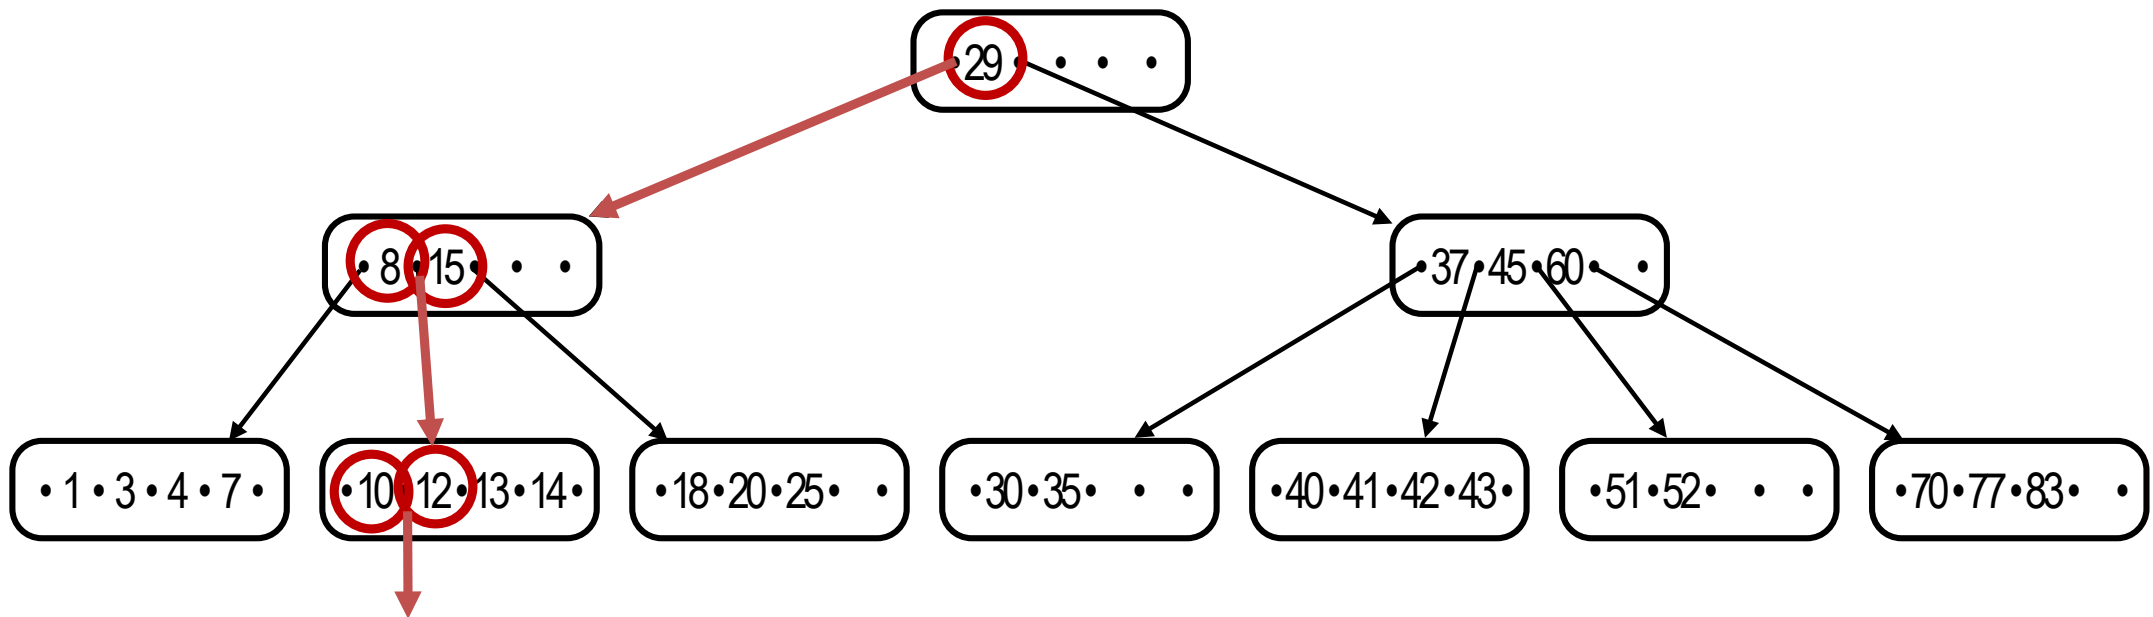 • 29 • • • •
• 8 • 15 • • •
• 37 • 45 • 60 • •
• 1 • 3 • 4 • 7 •
• 10 • 12 • 13 • 14 •
• 18 • 20 • 25 • •
• 30 • 35 • • •
• 40 • 41 • 42 • 43 •
• 51 • 52 • • •
• 70 • 77 • 83 • •